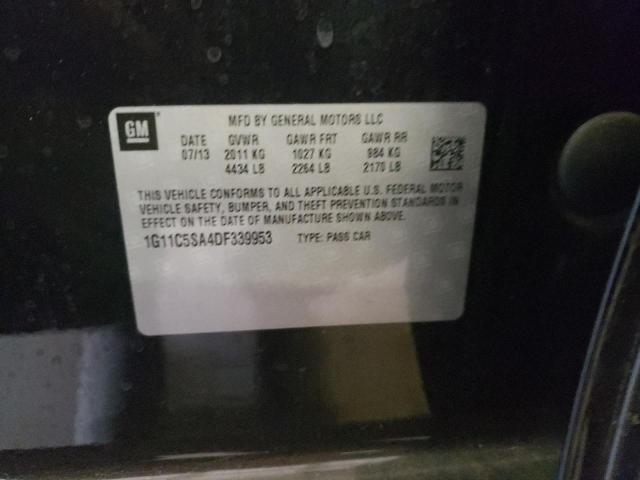 GM
MFD BY GENERAL MOTORS LLC
DATE GVWR GAWR FRT GAWR RR
07/13 2011 KG 1027 KG 984 KG
4434 LB 2264 LB 2170 LB
THIS VEHICLE CONFORMS TO ALL APPLICABLE U.S. FEDERAL MOTOR
VEHICLE SAFETY, BUMPER, AND THEFT PREVENTION STANDARDS IN
EFFECT ON THE DATE OF MANUFACTURE SHOWN ABOVE.
1G11C5SA4DF339953 TYPE: PASS CAR